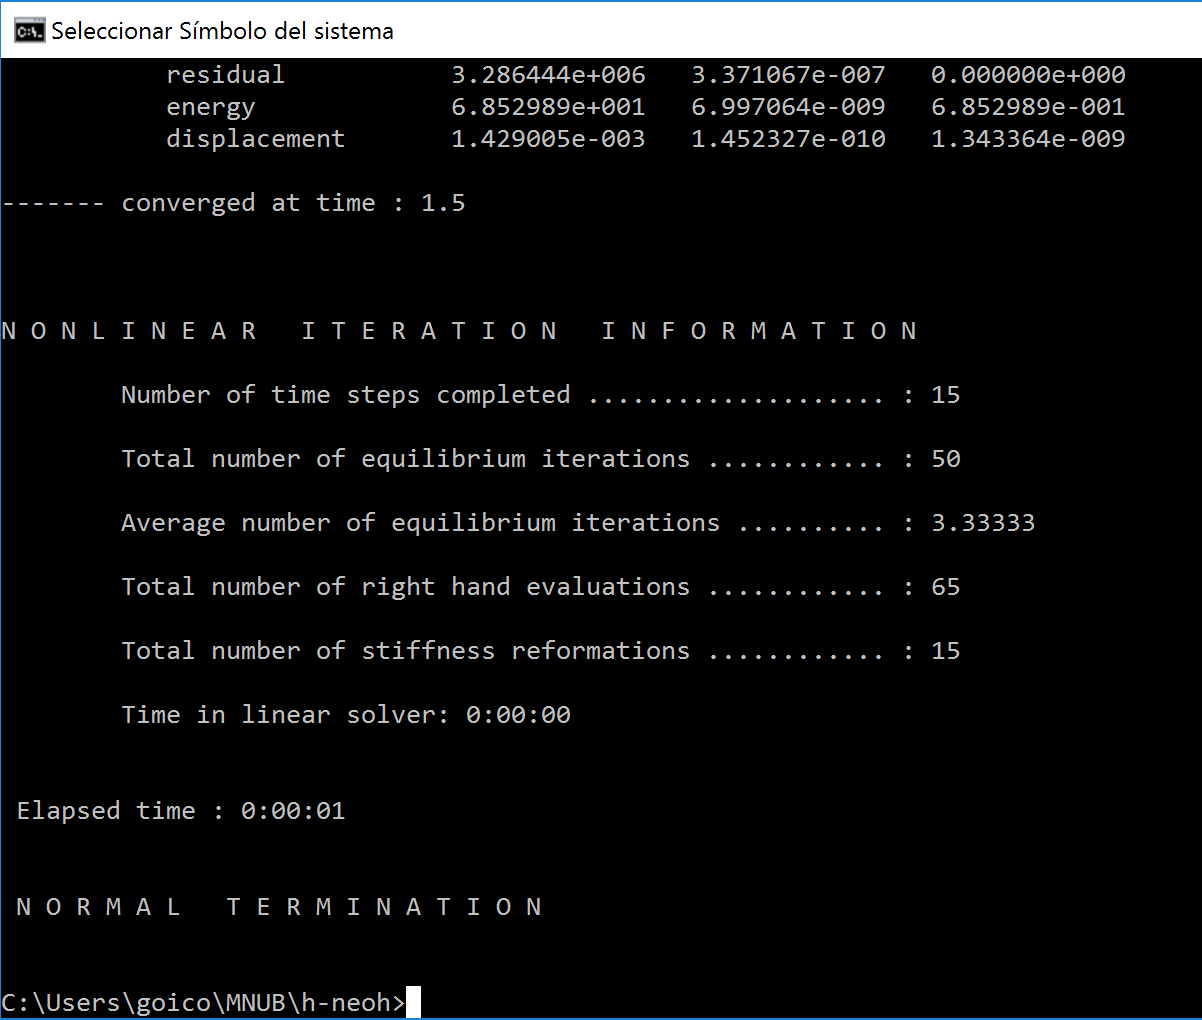 Seleccionar Símbolo del sistema
residual 3.286444e+006 3.371067e-007 0.000000e+000
energy 6.852989e+001 6.997064e-009 6.852989e-001
displacement 1.429005e-003 1.452327e-010 1.343364e-009
------- converged at time : 1.5
N O N L I N E A R   I T E R A T I O N   I N F O R M A T I O N
Number of time steps completed .................... : 15
Total number of equilibrium iterations ............ : 50
Average number of equilibrium iterations .......... : 3.33333
Total number of right hand evaluations ............ : 65
Total number of stiffness reformations ............ : 15
Time in linear solver: 0:00:00
Elapsed time : 0:00:01
N O R M A L   T E R M I N A T I O N
C:\Users\goico\MNUB\h-neoh>